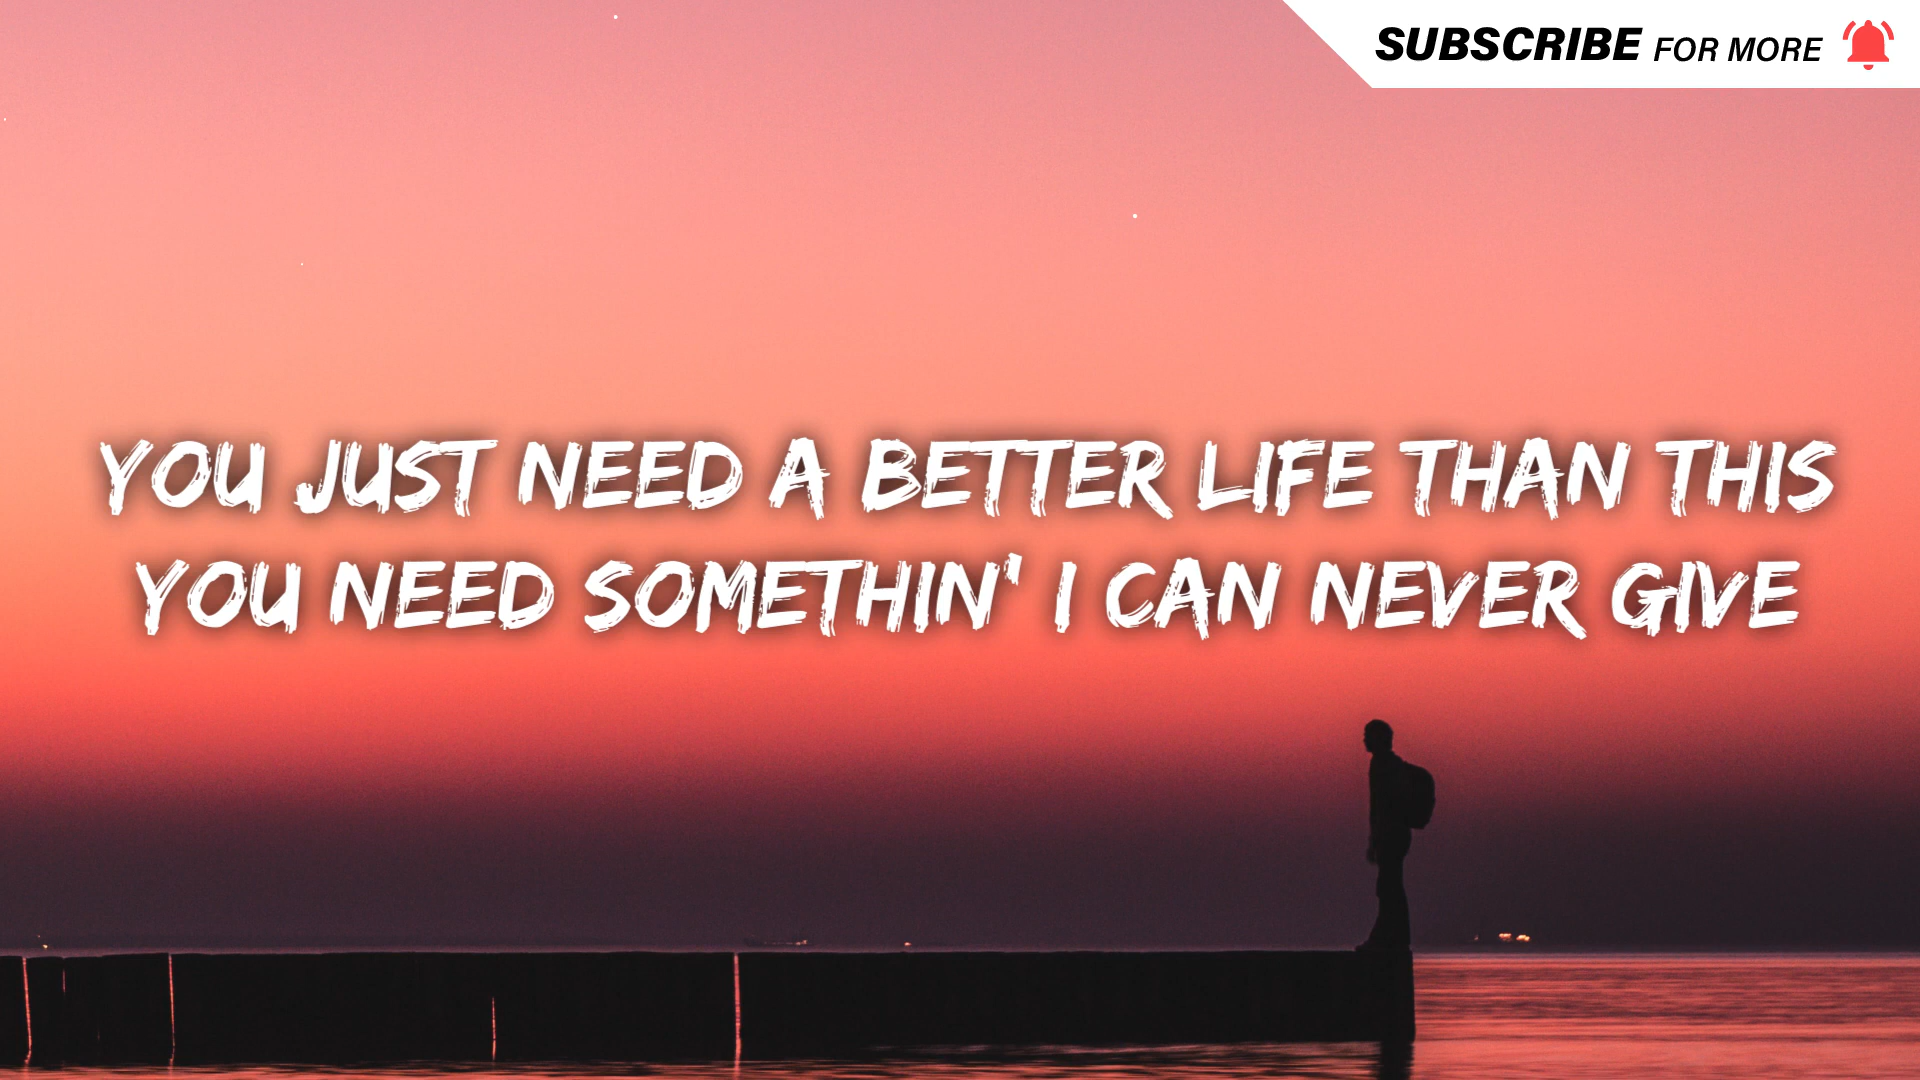 SUBSCRIBE FOR MORE
YOU JUST NEED A BETTER LIFE THAN THIS
YOU NEED SOMETHIN' I CAN NEVER GIVE